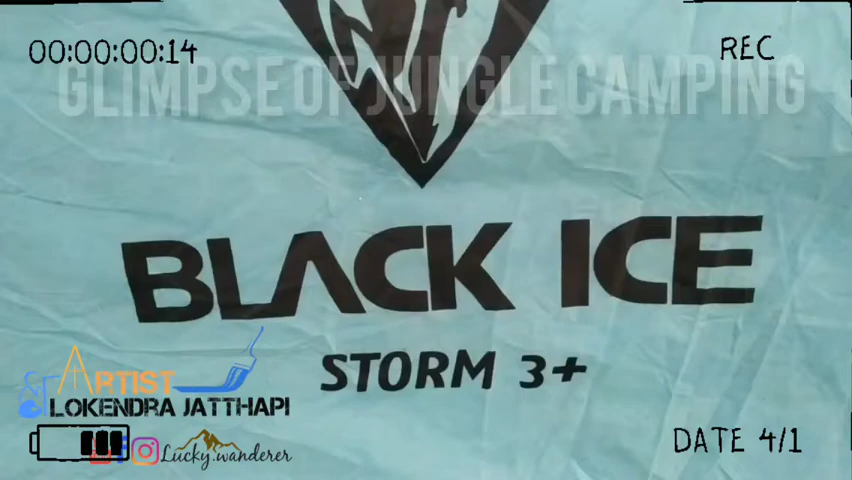 00:00:00:14
REC
GLIMPSE OF JUNGLE CAMPING
BLACK ICE
STORM 3+
ARTIST
LOKENDRA JATTHAPI
Lucky.wanderer
DATE 4/1